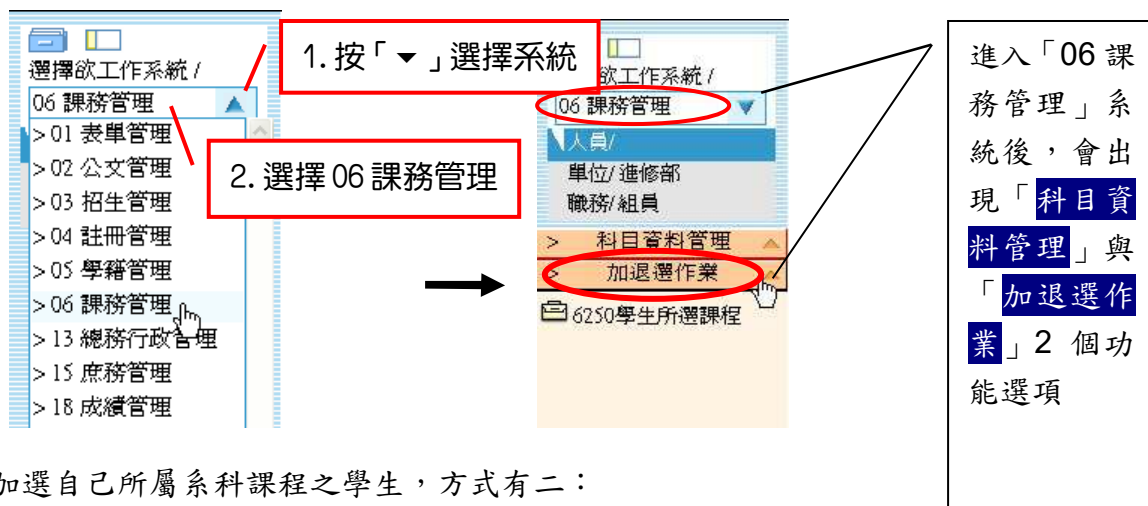 選擇欲工作系統 /
06 課務管理
> 01 表單管理
> 02 公文管理
> 03 招生管理
> 04 註冊管理
> 05 學籍管理
> 06 課務管理
> 13 總務行政管理
> 15 庶務管理
> 18 成績管理
1. 按「▼」選擇系統
2. 選擇 06 課務管理
欲工作系統 /
06 課務管理
人員/
單位/ 進修部
職務/ 組員
> 科目資料管理
> 加退選作業
6250學生所選課程
進入「06 課
務管理」系
統後，會出
現「科目資
料管理」與
「加退選作
業」2 個功
能選項
加選自己所屬系科課程之學生，方式有二：